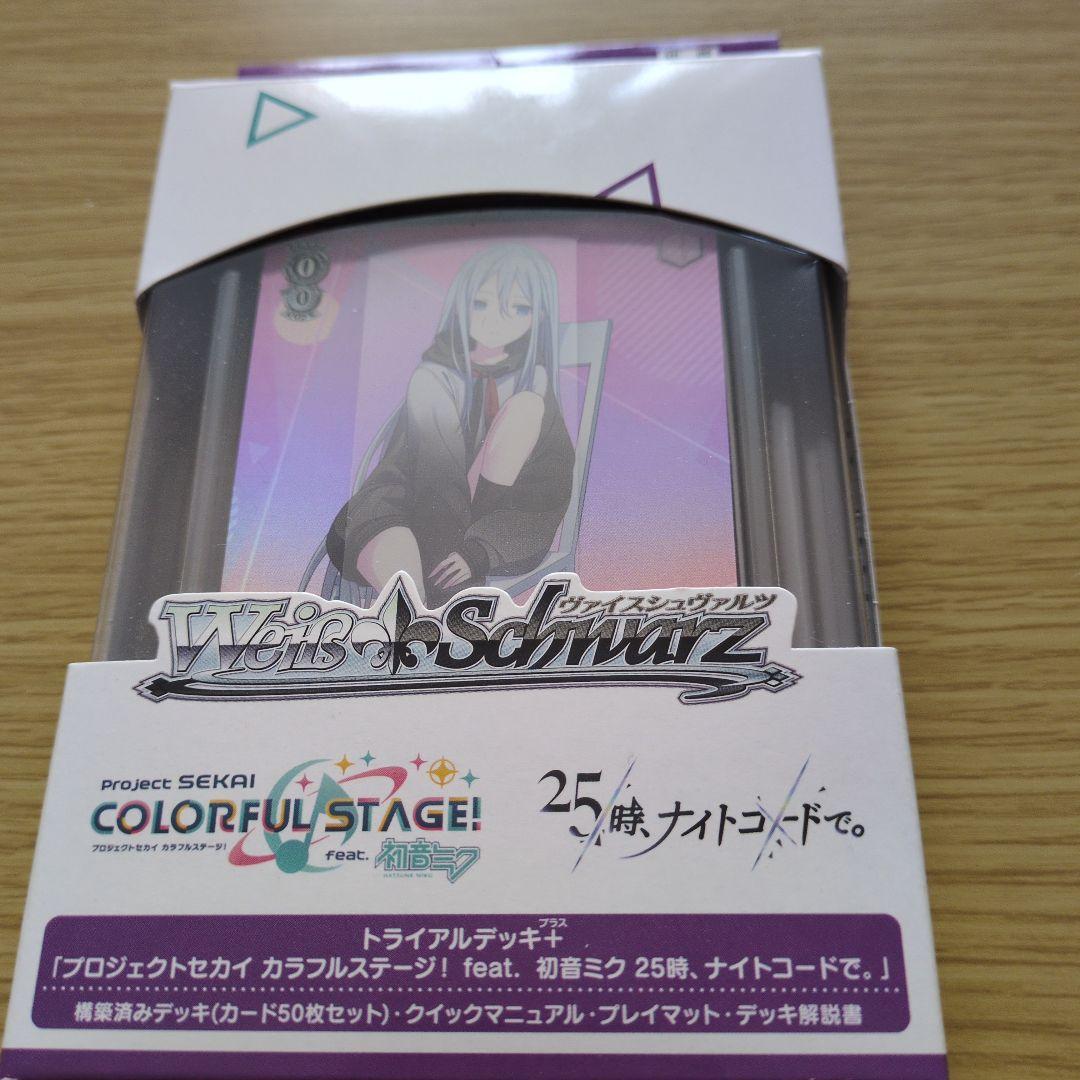 0
0
ヴァイスシュヴァルツ
Weiß Schwarz
Project SEKAI
COLORFUL STAGE!
プロジェクトセカイ カラフルステージ!
feat. 初音ミク
HATSUNE MIKU
25時、ナイトコードで。
プラス
トライアルデッキ+
「プロジェクトセカイ カラフルステージ! feat. 初音ミク 25時、ナイトコードで。」
構築済みデッキ(カード50枚セット)・クイックマニュアル・プレイマット・デッキ解説書